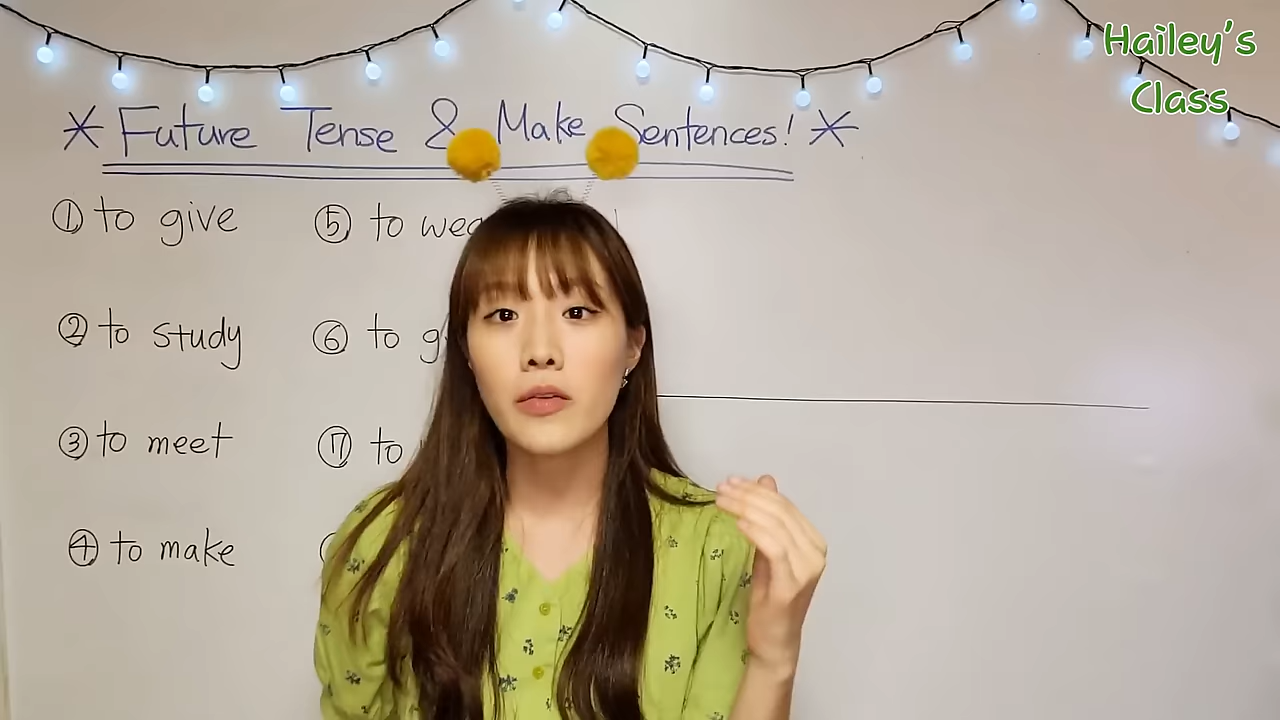 Hailey's
Class
* Future Tense & Make Sentences! *
① to give
② to study
③ to meet
④ to make
⑤ to
⑥ to
⑦ to